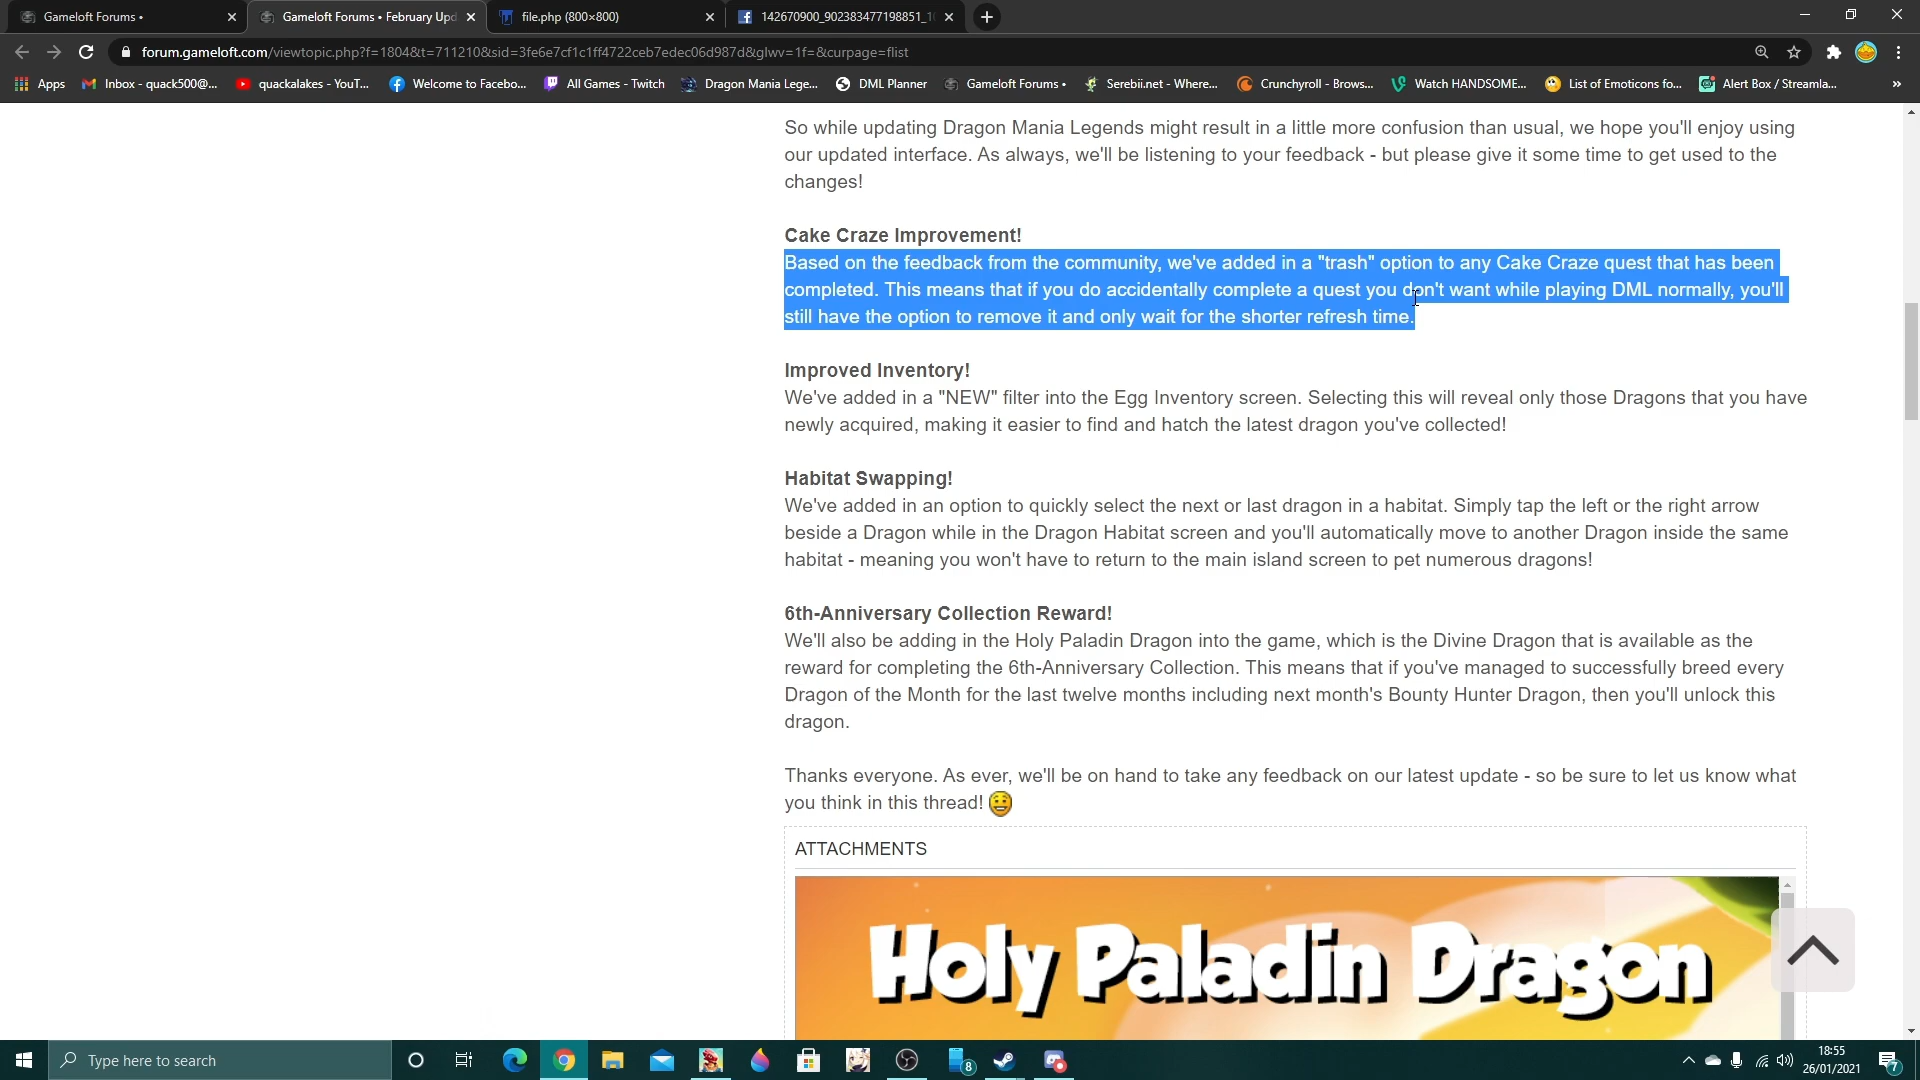 Gameloft Forums •
Gameloft Forums • February Upd
file.php (800×800)
142670900_902383477198851_1
forum.gameloft.com/viewtopic.php?f=1804&t=711210&sid=3fe6e7cf1c1ff4722ceb7edec06d987d&glwv=1f=&curpage=flist
Apps
Inbox - quack500@...
quackalakes - YouT...
Welcome to Facebo...
All Games - Twitch
Dragon Mania Lege...
DML Planner
Gameloft Forums •
Serebii.net - Where...
Crunchyroll - Brows...
Watch HANDSOME...
List of Emoticons fo...
Alert Box / Streamla...
»
So while updating Dragon Mania Legends might result in a little more confusion than usual, we hope you'll enjoy using
our updated interface. As always, we'll be listening to your feedback - but please give it some time to get used to the
changes!
Cake Craze Improvement!
Based on the feedback from the community, we've added in a "trash" option to any Cake Craze quest that has been
completed. This means that if you do accidentally complete a quest you don't want while playing DML normally, you'll
still have the option to remove it and only wait for the shorter refresh time.
Improved Inventory!
We've added in a "NEW" filter into the Egg Inventory screen. Selecting this will reveal only those Dragons that you have
newly acquired, making it easier to find and hatch the latest dragon you've collected!
Habitat Swapping!
We've added in an option to quickly select the next or last dragon in a habitat. Simply tap the left or the right arrow
beside a Dragon while in the Dragon Habitat screen and you'll automatically move to another Dragon inside the same
habitat - meaning you won't have to return to the main island screen to pet numerous dragons!
6th-Anniversary Collection Reward!
We'll also be adding in the Holy Paladin Dragon into the game, which is the Divine Dragon that is available as the
reward for completing the 6th-Anniversary Collection. This means that if you've managed to successfully breed every
Dragon of the Month for the last twelve months including next month's Bounty Hunter Dragon, then you'll unlock this
dragon.
Thanks everyone. As ever, we'll be on hand to take any feedback on our latest update - so be sure to let us know what
you think in this thread!
ATTACHMENTS
Holy Paladin Dragon
Type here to search
8
18:55
26/01/2021
7